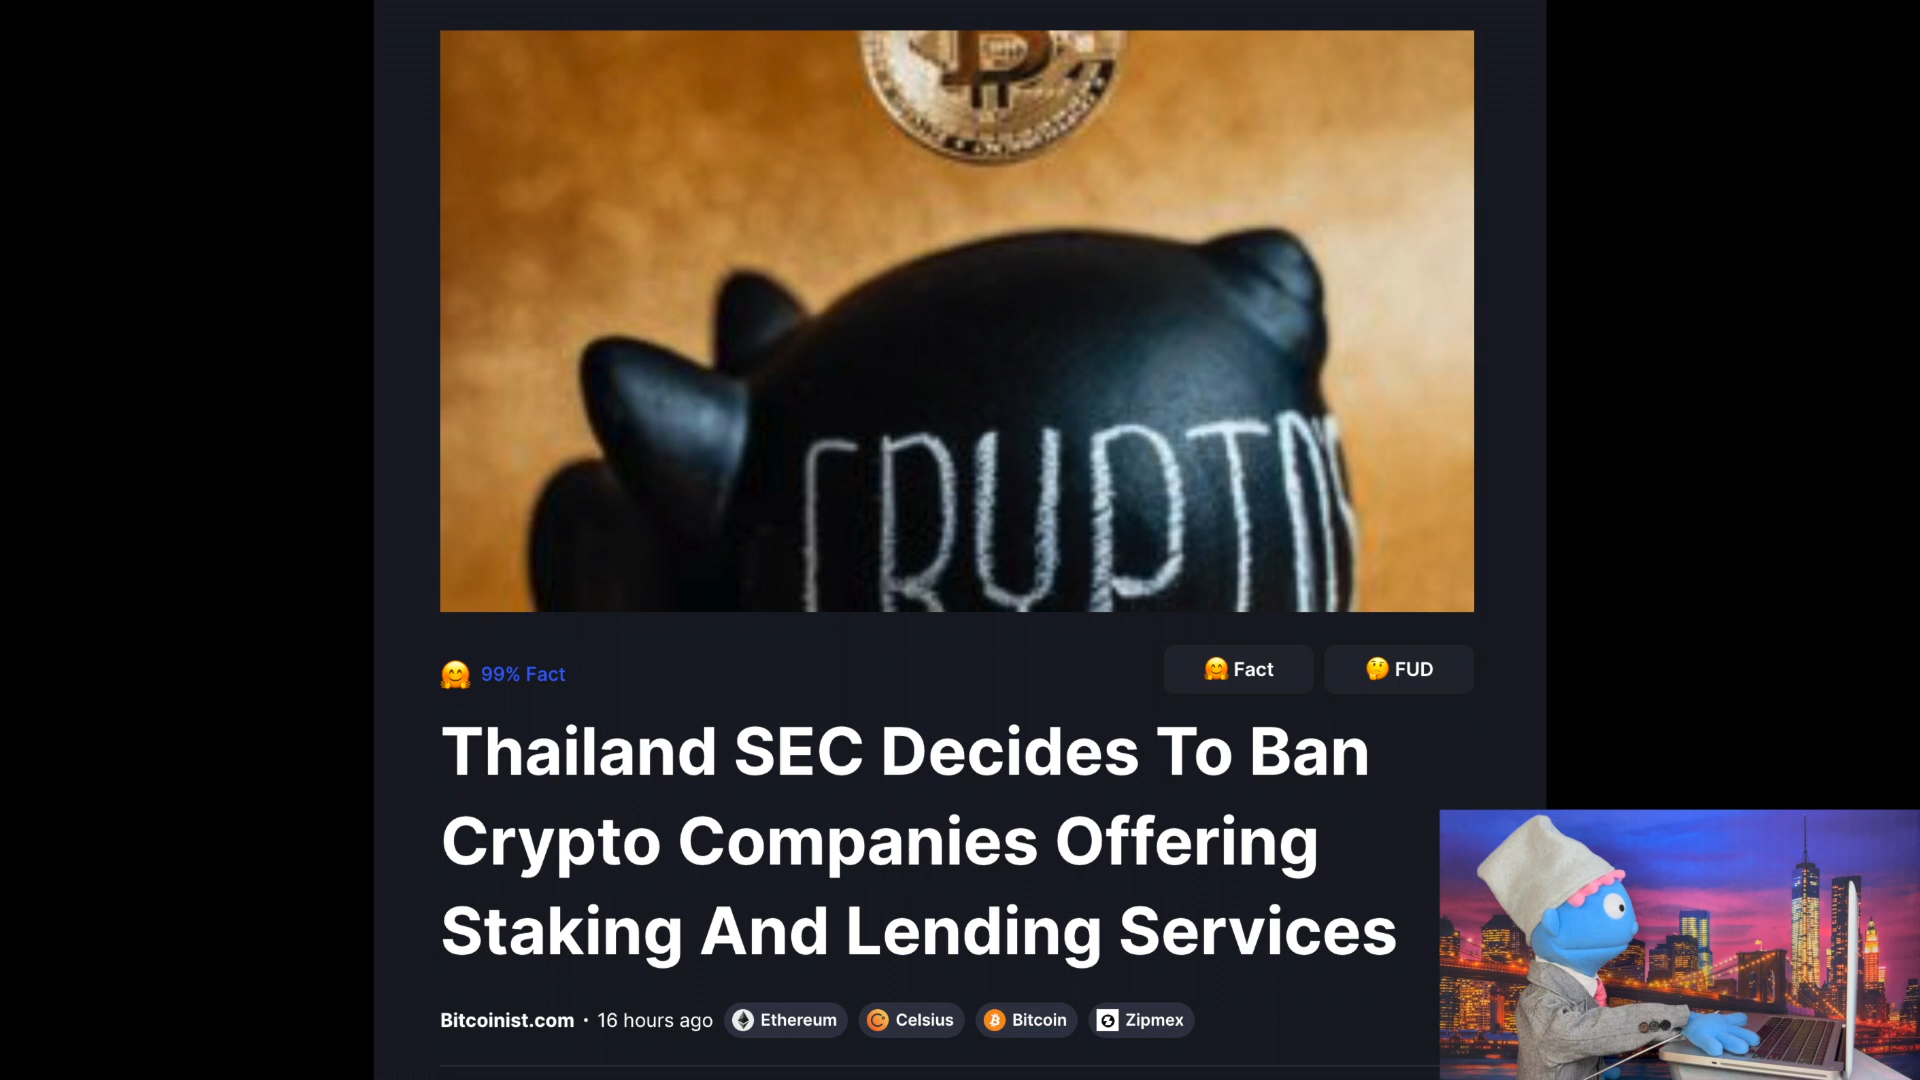 CRYPTO
99% Fact
Fact
FUD
Thailand SEC Decides To Ban
Crypto Companies Offering
Staking And Lending Services
Bitcoinist.com • 16 hours ago Ethereum Celsius Bitcoin Zipmex